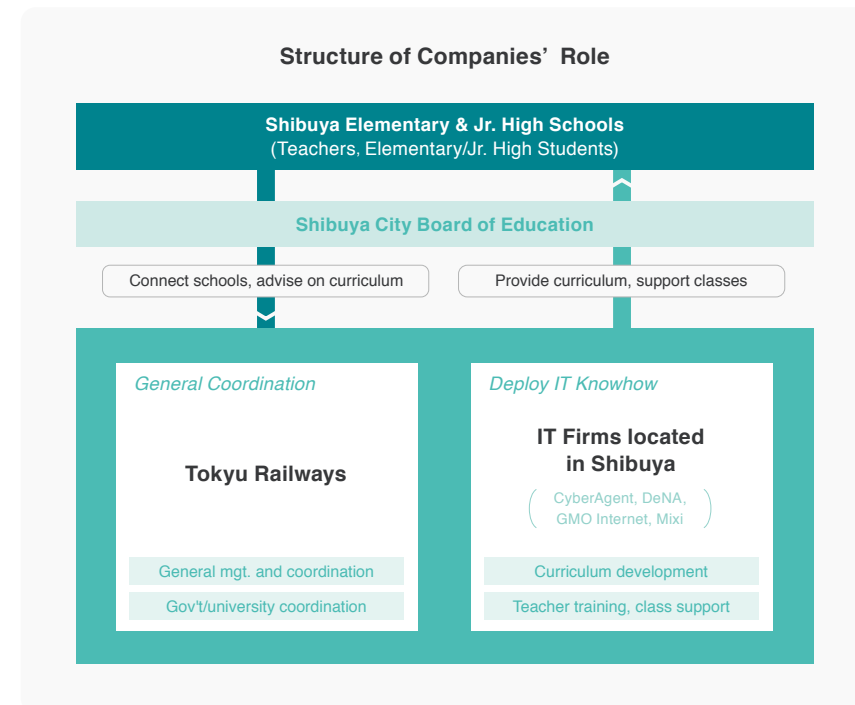 Structure of Companies’ Role
Shibuya Elementary & Jr. High Schools
(Teachers, Elementary/Jr. High Students)
Shibuya City Board of Education
Connect schools, advise on curriculum
Provide curriculum, support classes
General Coordination
Tokyu Railways
General mgt. and coordination
Gov't/university coordination
Deploy IT Knowhow
IT Firms located
in Shibuya
( CyberAgent, DeNA,
GMO Internet, Mixi )
Curriculum development
Teacher training, class support